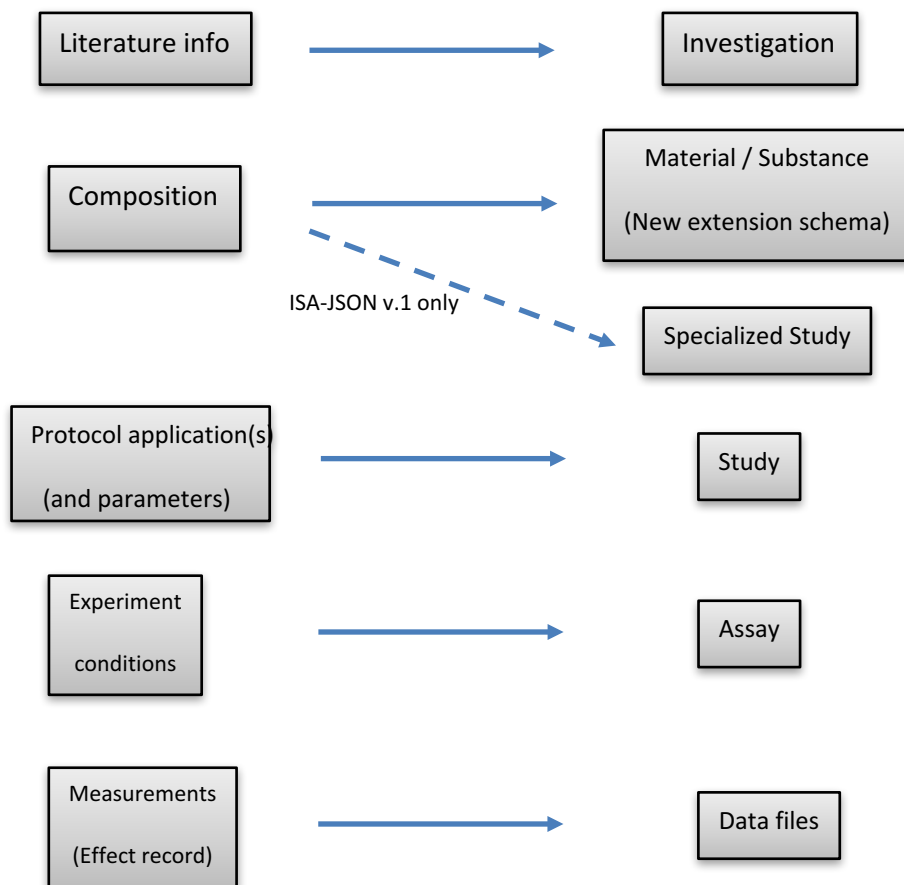 Literature info
Investigation
Composition
Material / Substance
(New extension schema)
ISA-JSON v.1 only
Specialized Study
Protocol application(s)
(and parameters)
Study
Experiment
conditions
Assay
Measurements
(Effect record)
Data files